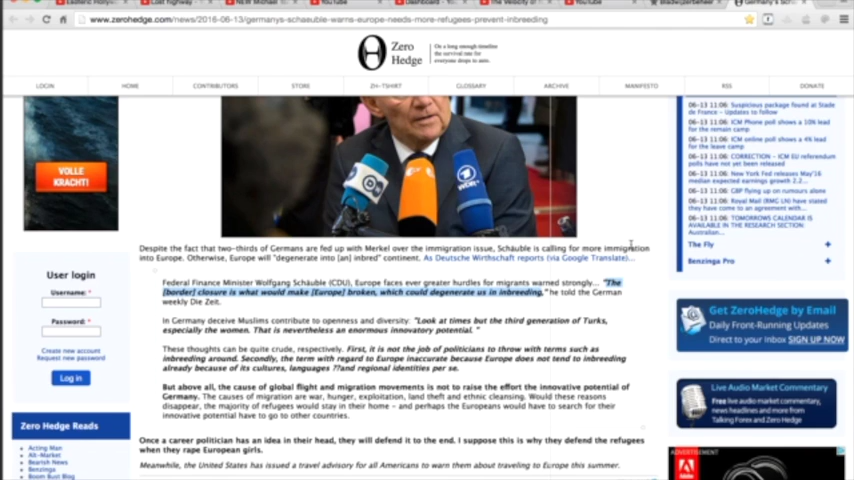 www.zerohedge.com/news/2016-06-13/germanys-schaeuble-warns-europe-needs-more-refugees-prevent-inbreeding
Zero
Hedge
On a long enough timeline
the survival rate for
everyone drops to zero.
LOGIN HOME CONTRIBUTORS STORE ZH-TSHIRT GLOSSARY ARCHIVE MANIFESTO RSS DONATE
VOLLE
KRACHT!
User login
Username: *
Password: *
Create new account
Request new password
Log in
Zero Hedge Reads
Acting Man
Alt-Market
Bearish News
Benzinga
Boom Bust Blog
Despite the fact that two-thirds of Germans are fed up with Merkel over the immigration issue, Schäuble is calling for more immigration
into Europe. Otherwise, Europe will "degenerate into [an] inbred" continent. As Deutsche Wirtschaft reports (via Google Translate)...
Federal Finance Minister Wolfgang Schäuble (CDU), Europe faces ever greater hurdles for migrants warned strongly... "The
[border] closure is what would make [Europe] broken, which could degenerate us in inbreeding," he told the German
weekly Die Zeit.
In Germany deceive Muslims contribute to openness and diversity: "Look at times but the third generation of Turks,
especially the women. That is nevertheless an enormous innovatory potential. "
These thoughts can be quite crude, respectively. First, it is not the job of politicians to throw with terms such as
inbreeding around. Secondly, the term with regard to Europe inaccurate because Europe does not tend to inbreeding
already because of its cultures, languages ??and regional identities per se.
But above all, the cause of global flight and migration movements is not to raise the effort the innovative potential of
Germany. The causes of migration are war, hunger, exploitation, land theft and ethnic cleansing. Would these reasons
disappear, the majority of refugees would stay in their home - and perhaps the Europeans would have to search for their
innovative potential have to go to other countries.
Once a career politician has an idea in their head, they will defend it to the end. I suppose this is why they defend the refugees
when they rape European girls.
Meanwhile, the United States has issued a travel advisory for all Americans to warn them about traveling to Europe this summer.
06-13 11:06: Suspicious package found at Stade
de France - Updates to follow
06-13 11:06: ICM Phone poll shows a 10% lead
for the remain camp
06-13 11:06: ICM online poll shows a 4% lead
for the leave camp
06-13 11:06: CORRECTION - ICM EU referendum
polls have not yet been released
06-13 11:06: New York Fed releases May'16
median expected earnings growth 2.2...
06-13 11:06: GBP flying up on rumours alone
06-13 11:06: Royal Mail (RMG LN) have stated
they have come to an agreement with...
06-13 11:06: TOMORROWS CALENDAR IS
AVAILABLE IN THE RESEARCH SECTION:
Australian...
The Fly +
Benzinga Pro +
Get ZeroHedge by Email
Daily Front-Running Updates
Direct to your inbox SIGN UP NOW
Live Audio Market Commentary
Free live audio market commentary,
news headlines and more from
Talking Forex and ZeroHedge.com
ADVERTISEMENT
Adobe